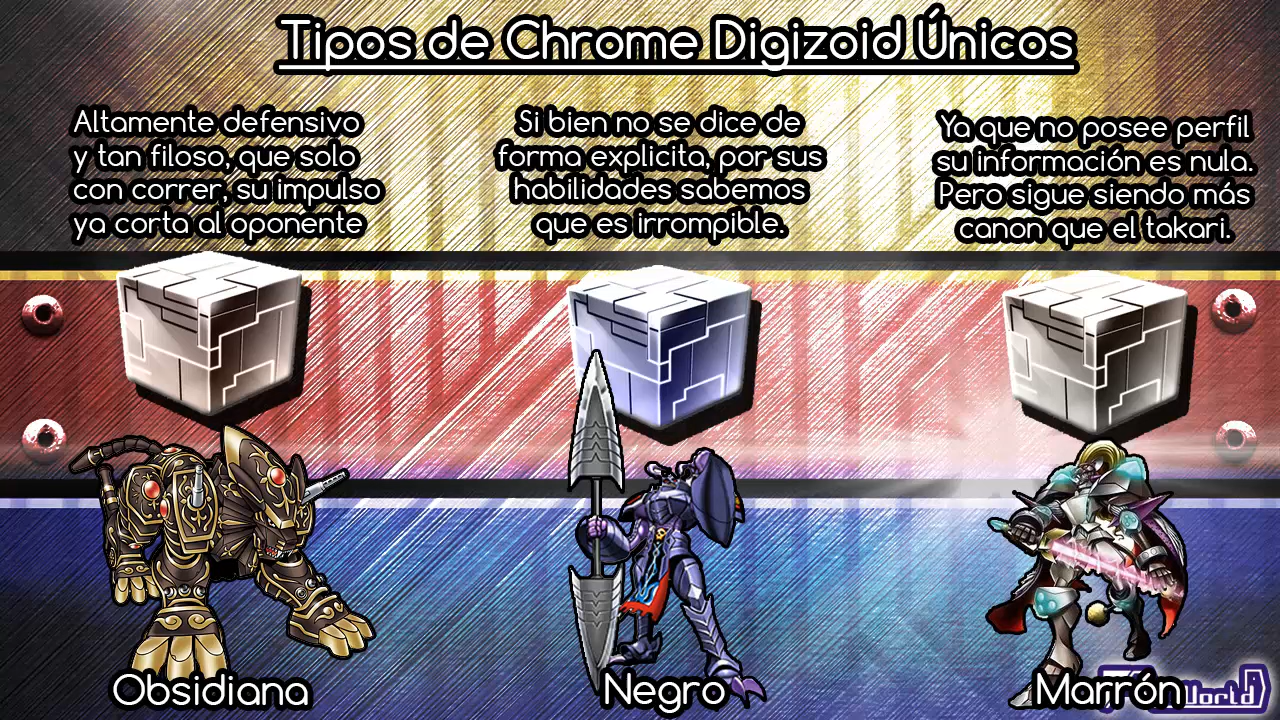 Tipos de Chrome Digizoid Únicos
Altamente defensivo
y tan filoso, que solo
con correr, su impulso
ya corta al oponente
Si bien no se dice de
forma explicita, por sus
habilidades sabemos
que es irrompible.
Ya que no posee perfil
su información es nula.
Pero sigue siendo más
canon que el takari.
Obsidiana
Negro
Marrón
World